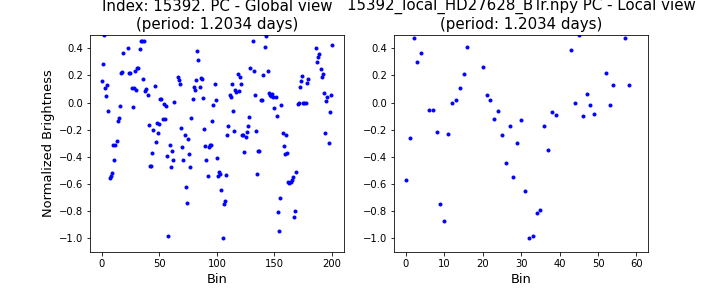 Index: 15392. PC - Global view
(period: 1.2034 days)
15392_local_HD27628_BTr.npy PC - Local view
(period: 1.2034 days)
Normalized Brightness
0.4
0.2
0.0
−0.2
−0.4
−0.6
−0.8
−1.0
0 50 100 150 200
Bin
0.4
0.2
0.0
−0.2
−0.4
−0.6
−0.8
−1.0
0 10 20 30 40 50 60
Bin